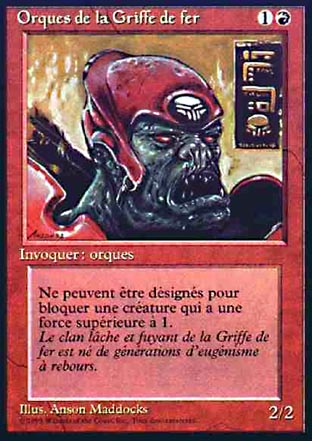 Orques de la Griffe de fer 1
Invoquer : orques
Ne peuvent être désignés pour
bloquer une créature qui a une
force supérieure à 1.
Le clan lâche et fuyant de la Griffe de
fer est né de générations d'eugénisme
à rebours.
Illus. Anson Maddocks
2/2